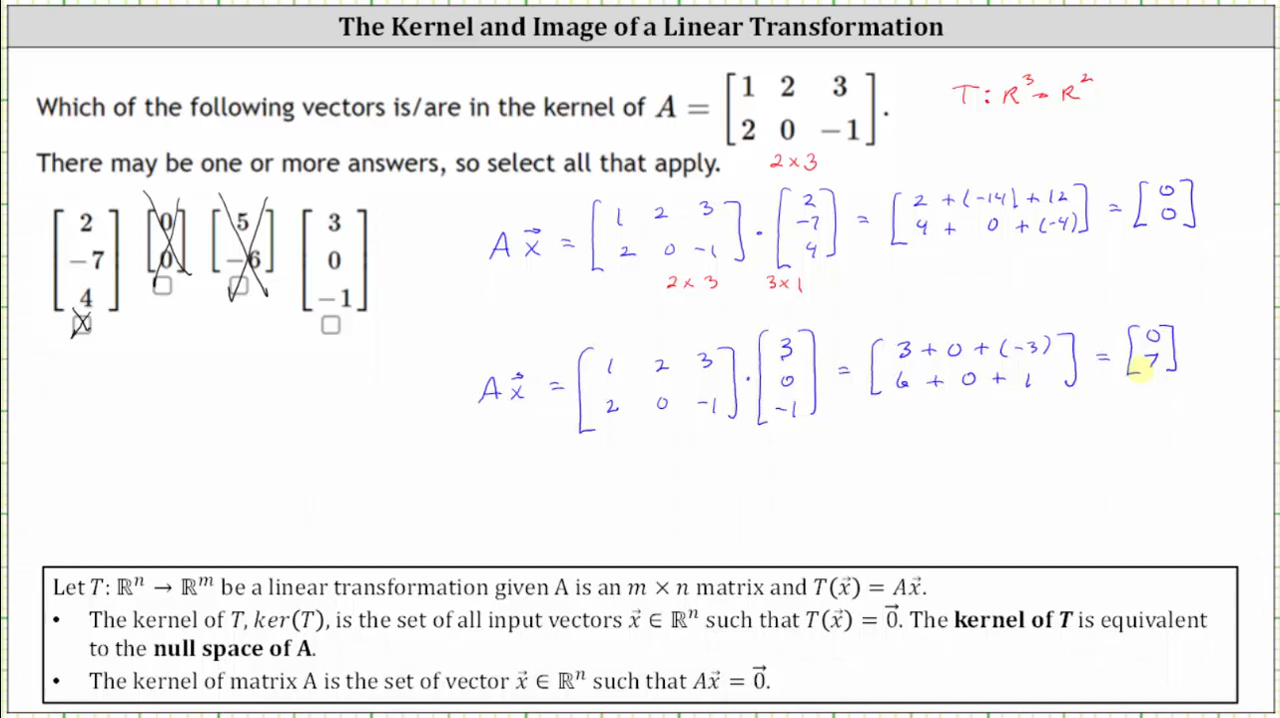 The Kernel and Image of a Linear Transformation
Which of the following vectors is/are in the kernel of A = [1 2 3; 2 0 −1].
T: R³ → R²
There may be one or more answers, so select all that apply.
2 × 3
[2; −7; 4] [0; 0] [5; −6] [3; 0; −1]
A x⃗ = [1 2 3; 2 0 −1] · [2; −7; 4] = [2 + (−14) + 12; 4 + 0 + (−4)] = [0; 0]
2 × 3 3 × 1
A x⃗ = [1 2 3; 2 0 −1] · [3; 0; −1] = [3 + 0 + (−3); 6 + 0 + 1] = [0; 7]
Let T: ℝⁿ → ℝᵐ be a linear transformation given A is an m × n matrix and T(x⃗) = Ax⃗.
• The kernel of T, ker(T), is the set of all input vectors x⃗ ∈ ℝⁿ such that T(x⃗) = 0⃗. The kernel of T is equivalent
to the null space of A.
• The kernel of matrix A is the set of vector x⃗ ∈ ℝⁿ such that Ax⃗ = 0⃗.